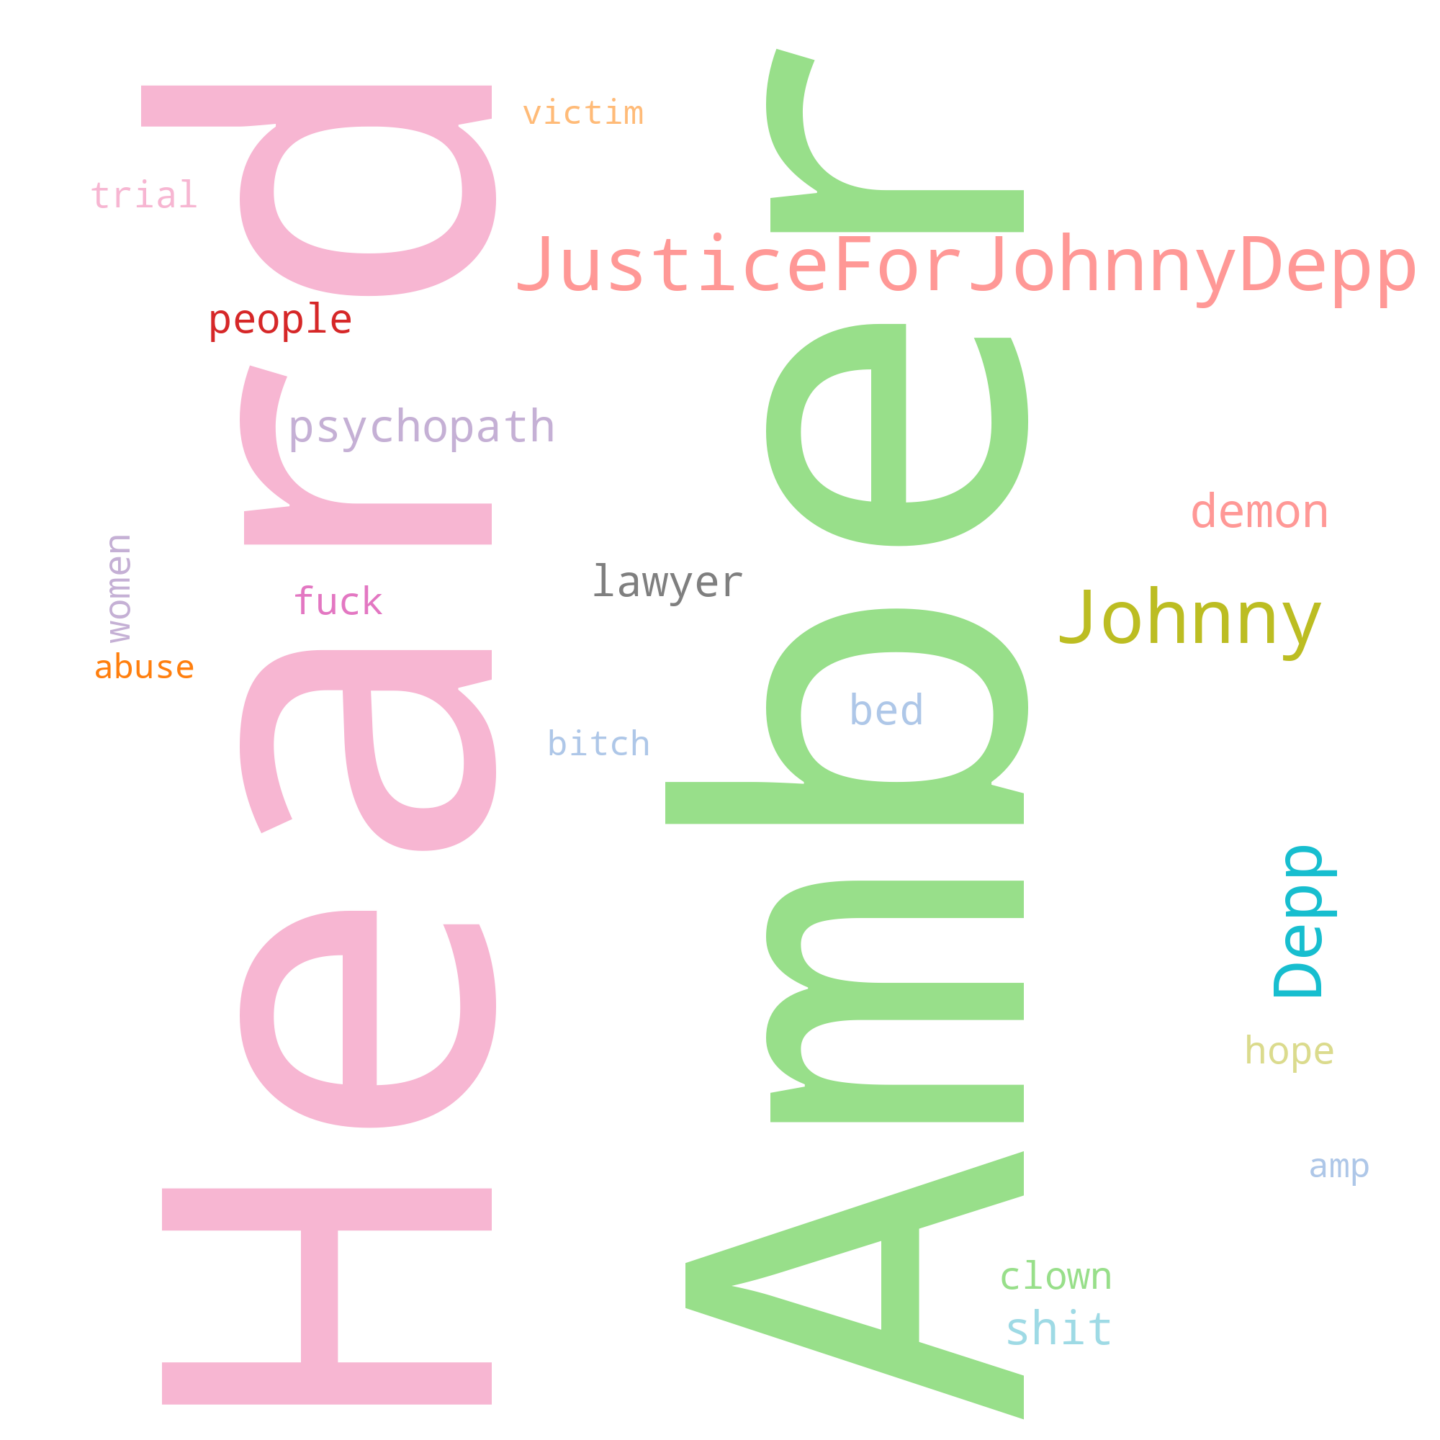 victim
trial
JusticeForJohnnyDepp
people
psychopath
demon
women
fuck
lawyer
Johnny
abuse
bed
bitch
Heard
Amber
Depp
hope
amp
clown
shit